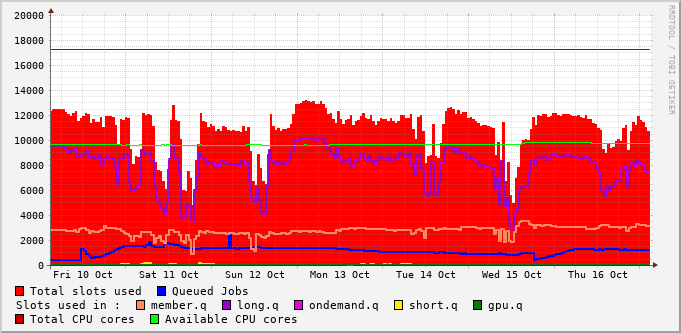 RRDTOOL / TOBI OETIKER
20000
18000
16000
14000
12000
10000
8000
6000
4000
2000
0
Fri 10 Oct Sat 11 Oct Sun 12 Oct Mon 13 Oct Tue 14 Oct Wed 15 Oct Thu 16 Oct
Total slots used Queued Jobs
Slots used in : member.q long.q ondemand.q short.q gpu.q
Total CPU cores Available CPU cores